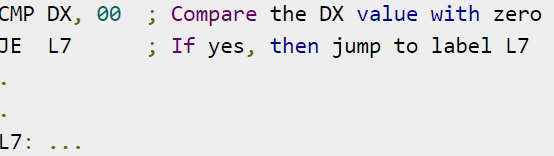 CMP DX, 00  ; Compare the DX value with zero
JE  L7      ; If yes, then jump to label L7
.
.
L7: ...